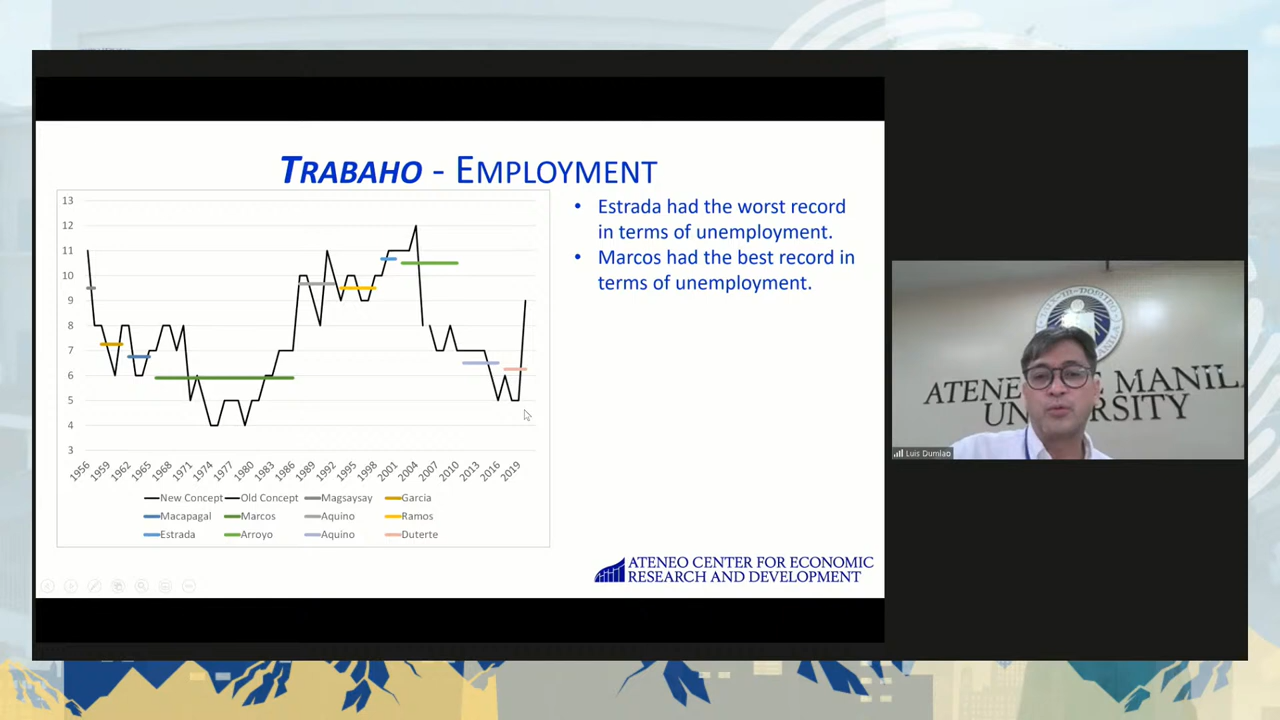 TRABAHO - EMPLOYMENT
13
12
11
10
9
8
7
6
5
4
3
1956
1959
1962
1965
1968
1971
1974
1977
1980
1983
1986
1989
1992
1995
1998
2001
2004
2007
2010
2013
2016
2019
New Concept Old Concept Magsaysay Garcia
Macapagal Marcos Aquino Ramos
Estrada Arroyo Aquino Duterte
• Estrada had the worst record
in terms of unemployment.
• Marcos had the best record in
terms of unemployment.
ATENEO CENTER FOR ECONOMIC
RESEARCH AND DEVELOPMENT
ATENEO DE MANILA
UNIVERSITY
Luis Dumlao